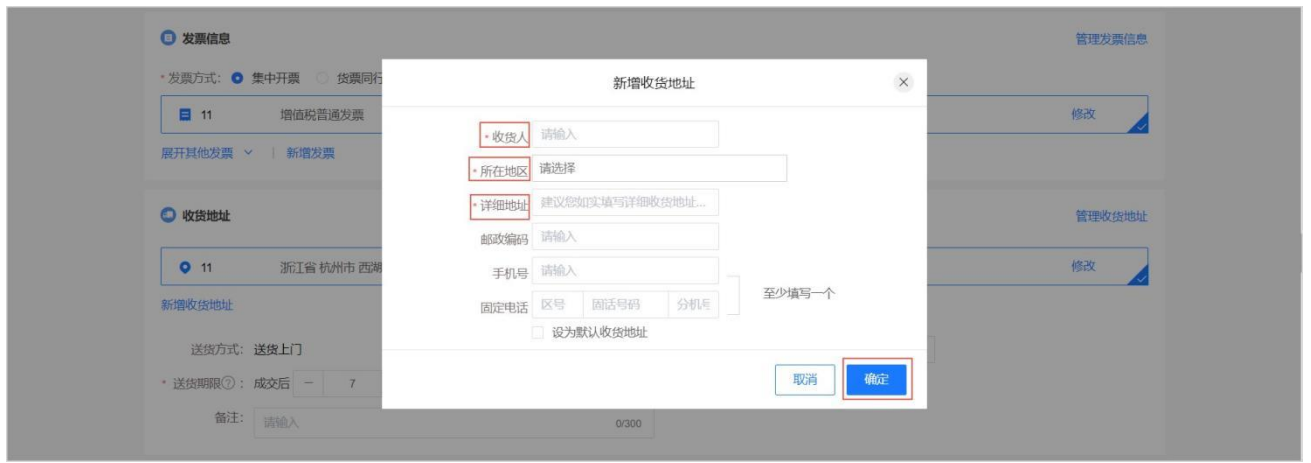 发票信息
管理发票信息
* 发票方式: 集中开票 货票同行
11 增值税普通发票
修改
展开其他发票 | 新增发票
收货地址
管理收货地址
11 浙江省 杭州市 西湖
修改
新增收货地址
送货方式: 送货上门
* 送货期限?: 成交后 − 7
备注: 请输入
0/300
新增收货地址
* 收货人 请输入
* 所在地区 请选择
* 详细地址 建议您如实填写详细收货地址...
邮政编码 请输入
手机号 请输入
固定电话 区号 固话号码 分机号
至少填写一个
设为默认收货地址
取消 确定